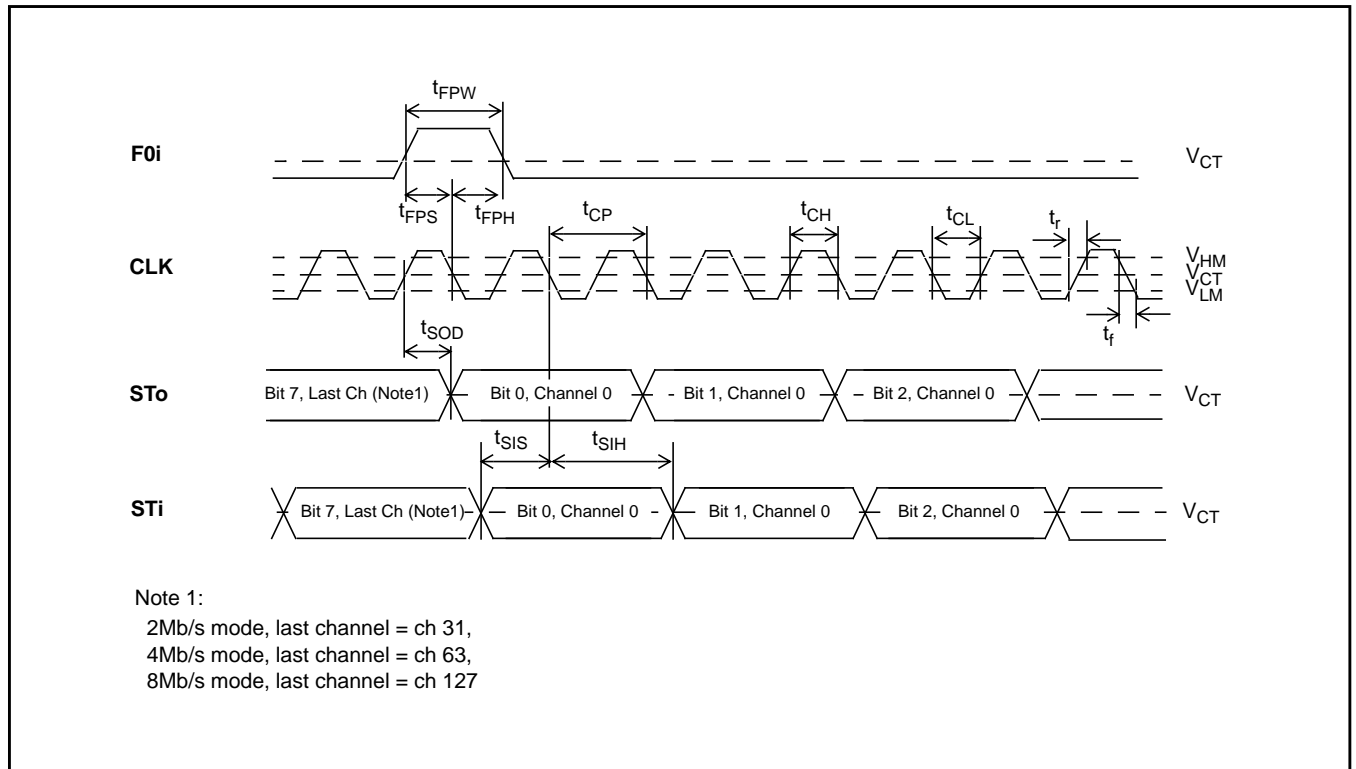 tFPW
F0i
VCT
tFPS tFPH tCP tCH tCL tr
CLK
VHM
VCT
VLM
tSOD
tf
STo
Bit 7, Last Ch (Note1) Bit 0, Channel 0 Bit 1, Channel 0 Bit 2, Channel 0
VCT
tSIS tSIH
STi
Bit 7, Last Ch (Note1) Bit 0, Channel 0 Bit 1, Channel 0 Bit 2, Channel 0
VCT
Note 1:
2Mb/s mode, last channel = ch 31,
4Mb/s mode, last channel = ch 63,
8Mb/s mode, last channel = ch 127